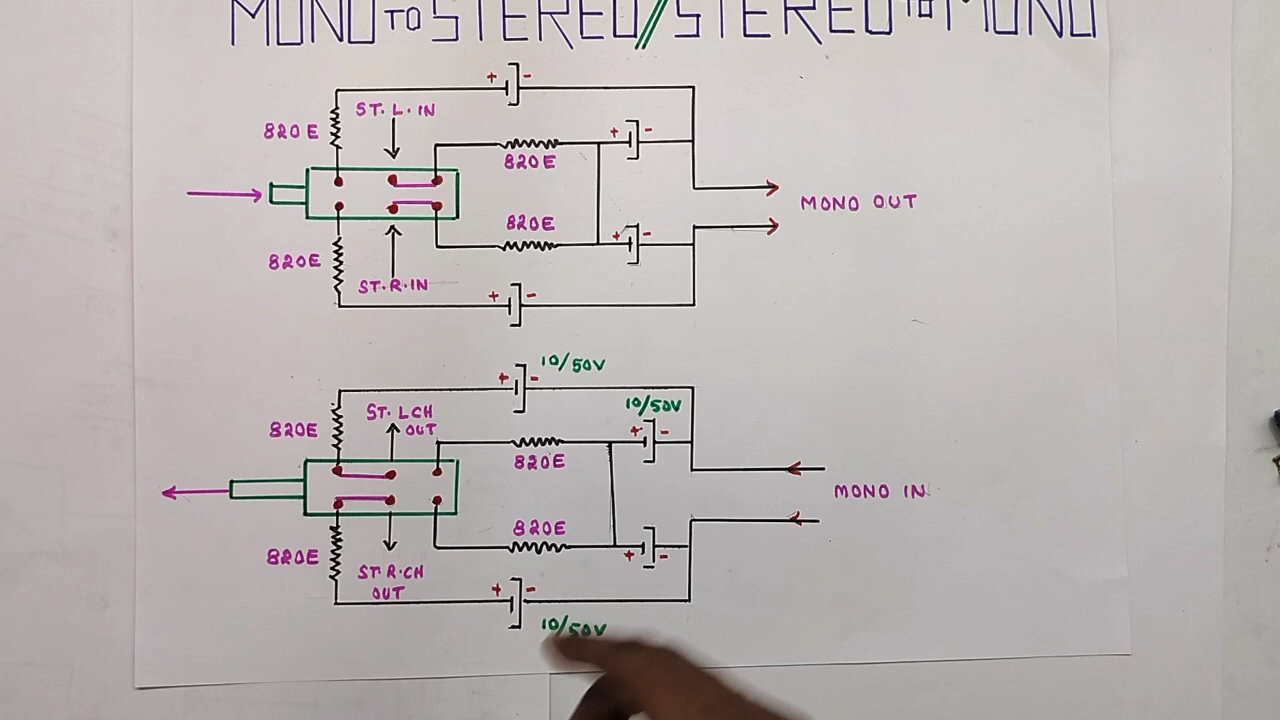 MONO TO STEREO // STEREO TO MONO
+ -
ST. L. IN
820E
+ -
820E
MONO OUT
820E
+ -
820E
ST. R. IN
+ -
10/50V
+ -
10/50V
ST. LCH
OUT
820E
+ -
820E
MONO IN
820E
820E
+ -
ST. R. CH
OUT
+ -
10/50V